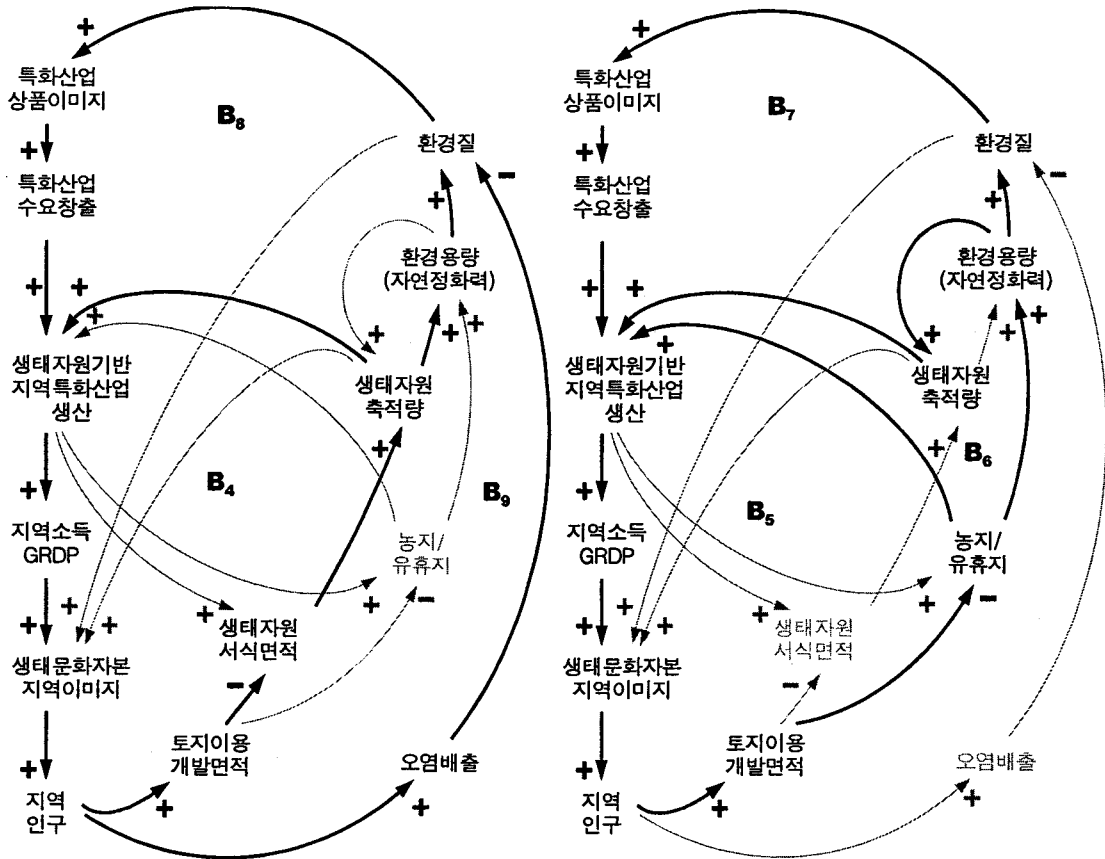 특화산업
상품이미지
B8
환경질
특화산업
수요창출
환경용량
(자연정화력)
생태자원기반
지역특화산업
생산
생태자원
축적량
B4
B9
지역소득
GRDP
농지/
유휴지
생태자원
서식면적
생태문화자본
지역이미지
토지이용
개발면적
오염배출
지역
인구
특화산업
상품이미지
B7
환경질
특화산업
수요창출
환경용량
(자연정화력)
생태자원기반
지역특화산업
생산
생태자원
축적량
B6
B5
지역소득
GRDP
농지/
유휴지
생태자원
서식면적
생태문화자본
지역이미지
토지이용
개발면적
오염배출
지역
인구